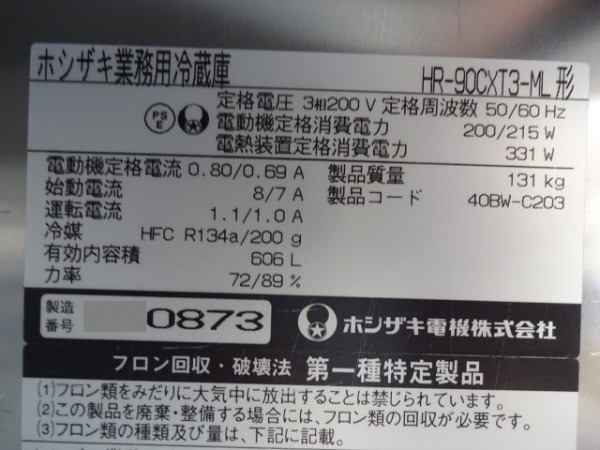 ホシザキ業務用冷蔵庫 HR-90CXT3-ML形
PS E 定格電圧 3相200V 定格周波数 50/60 Hz
電動機定格消費電力 200/215 W
電熱装置定格消費電力 331 W
電動機定格電流 0.80/0.69 A 製品質量 131 kg
始動電流 8/7 A 製品コード 40BW-C203
運転電流 1.1/1.0 A
冷媒 HFC R134a/200 g
有効内容積 606 L
力率 72/89 %
製造番号 0873 ホシザキ電機株式会社
フロン回収・破壊法 第一種特定製品
(1)フロン類をみだりに大気中に放出することは禁じられています。
(2)この製品を廃棄・整備する場合には、フロン類の回収が必要です。
(3)フロン類の種類及び量は、下記に記載。